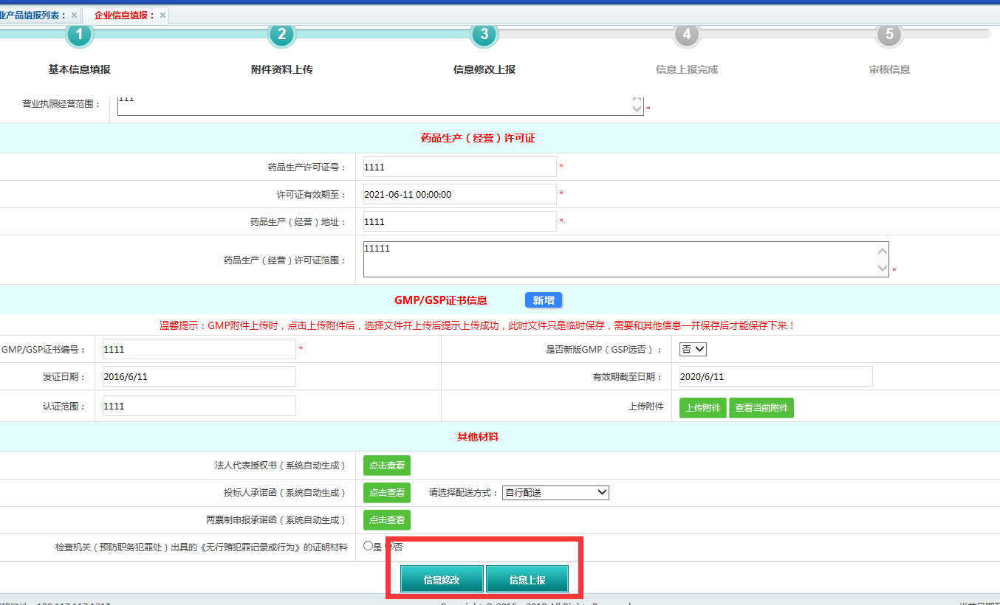 业产品填报列表： ×
企业信息填报： ×
1 2 3 4 5
基本信息填报 附件资料上传 信息修改上报 信息上报完成 审核信息
营业执照经营范围： 111 *
药品生产（经营）许可证
药品生产许可证号： 1111 *
许可证有效期至： 2021-06-11 00:00:00 *
药品生产（经营）地址： 1111 *
药品生产（经营）许可证范围： 11111 *
GMP/GSP证书信息 新增
温馨提示：GMP附件上传时，点击上传附件后，选择文件并上传后提示上传成功，此时文件只是临时保存，需要和其他信息一并保存后才能保存下来！
GMP/GSP证书编号： 1111 * 是否新版GMP（GSP选否）： 否
发证日期： 2016/6/11 有效期截至日期： 2020/6/11
认证范围： 1111 上传附件 上传附件 查看当前附件
其他材料
法人代表授权书（系统自动生成） 点击查看
投标人承诺函（系统自动生成） 点击查看 请选择配送方式： 自行配送
两票制申报承诺函（系统自动生成） 点击查看
检查机关（预防职务犯罪处）出具的《无行贿犯罪记录或行为》的证明材料 是 否
信息修改 信息上报